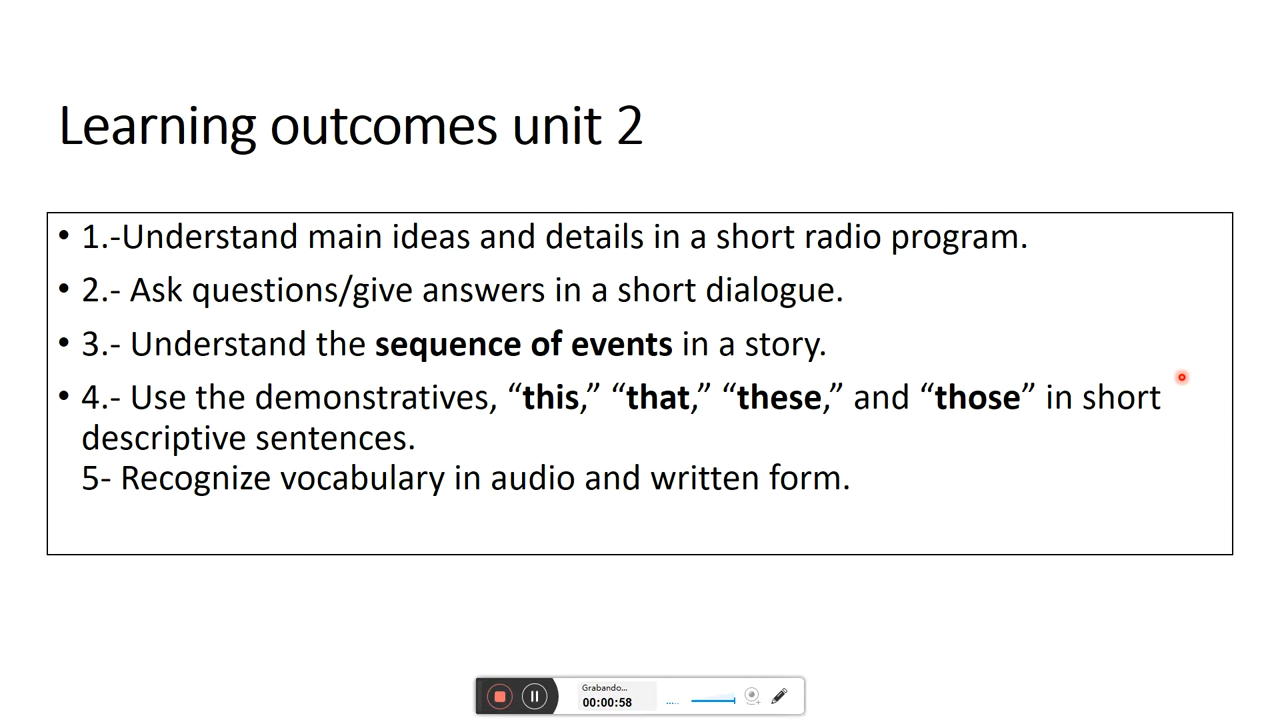 Learning outcomes unit 2
• 1.-Understand main ideas and details in a short radio program.
• 2.- Ask questions/give answers in a short dialogue.
• 3.- Understand the sequence of events in a story.
• 4.- Use the demonstratives, “this,” “that,” “these,” and “those” in short
descriptive sentences.
5- Recognize vocabulary in audio and written form.
Grabando...
00:00:58